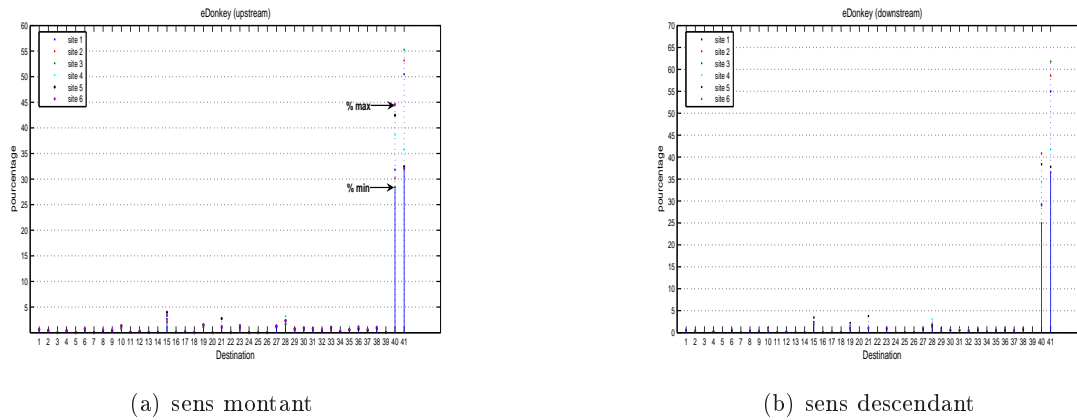 eDonkey (upstream)
60
55
50
45
40
35
30
25
20
15
10
5
pourcentage
site 1
site 2
site 3
site 4
site 5
site 6
% max
% min
1 2 3 4 5 6 7 8 9 10 11 12 13 14 15 16 17 18 19 20 21 22 23 24 25 26 27 28 29 30 31 32 33 34 35 36 37 38 39 40 41
Destination
(a) sens montant
eDonkey (downstream)
70
65
60
55
50
45
40
35
30
25
20
15
10
5
0
pourcentage
site 1
site 2
site 3
site 4
site 5
site 6
1 2 3 4 5 6 7 8 9 10 11 12 13 14 15 16 17 18 19 20 21 22 23 24 25 26 27 28 29 30 31 32 33 34 35 36 37 38 39 40 41
Destination
(b) sens descendant